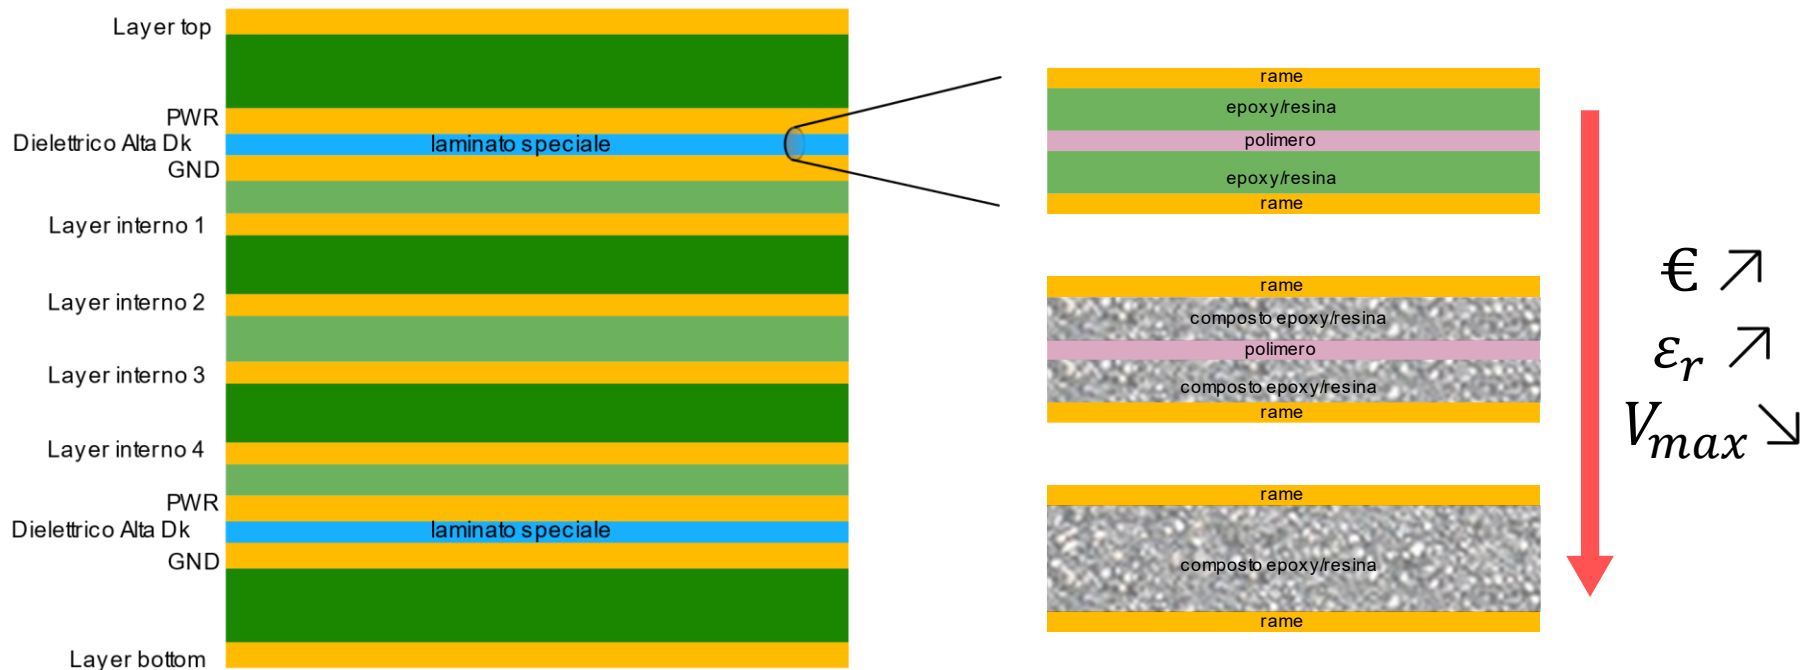 Layer top
PWR
Dielettrico Alta Dk
laminato speciale
GND
Layer interno 1
Layer interno 2
Layer interno 3
Layer interno 4
PWR
Dielettrico Alta Dk
laminato speciale
GND
Layer bottom
rame
epoxy/resina
polimero
epoxy/resina
rame
rame
composto epoxy/resina
polimero
composto epoxy/resina
rame
rame
composto epoxy/resina
rame
€ ↗
εr ↗
Vmax ↘